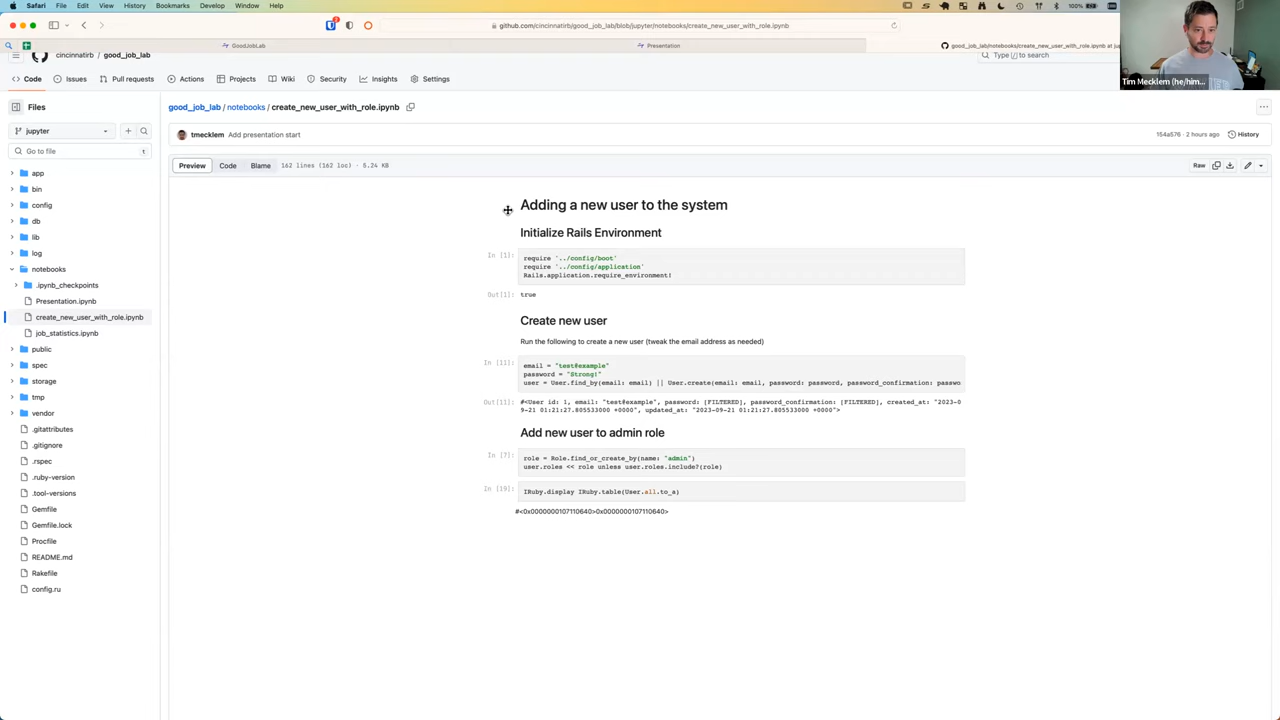 Safari File Edit View History Bookmarks Develop Window Help
100%
github.com/cincinnatirb/good_job_lab/blob/jupyter/notebooks/create_new_user_with_role.ipynb
GoodJobLab
Presentation
good_job_lab/notebooks/create_new_user_with_role.ipynb at
cincinnatirb / good_job_lab
Type / to search
Tim Mecklem (he/him...
Code Issues Pull requests Actions Projects Wiki Security Insights Settings
Files
good_job_lab / notebooks / create_new_user_with_role.ipynb
jupyter
tmecklem Add presentation start
154a576 · 2 hours ago History
Go to file t
Preview Code Blame 162 lines (162 loc) · 5.24 KB
Raw
app
bin
config
db
lib
log
notebooks
.ipynb_checkpoints
Presentation.ipynb
create_new_user_with_role.ipynb
job_statistics.ipynb
public
spec
storage
tmp
vendor
.gitattributes
.gitignore
.rspec
.ruby-version
.tool-versions
Gemfile
Gemfile.lock
Procfile
README.md
Rakefile
config.ru
Adding a new user to the system
Initialize Rails Environment
In [1]: require '../config/boot'
require '../config/application'
Rails.application.require_environment!
Out[1]: true
Create new user
Run the following to create a new user (tweak the email address as needed)
In [11]: email = "test@example"
password = "Strong!"
user = User.find_by(email: email) || User.create(email: email, password: password, password_confirmation: passwo
Out[11]: #<User id: 1, email: "test@example", password: [FILTERED], password_confirmation: [FILTERED], created_at: "2023-0
9-21 01:21:27.805533000 +0000", updated_at: "2023-09-21 01:21:27.805533000 +0000">
Add new user to admin role
In [7]: role = Role.find_or_create_by(name: "admin")
user.roles << role unless user.roles.include?(role)
In [19]: IRuby.display IRuby.table(User.all.to_a)
#<0x0000000107110640>0x0000000107110640>